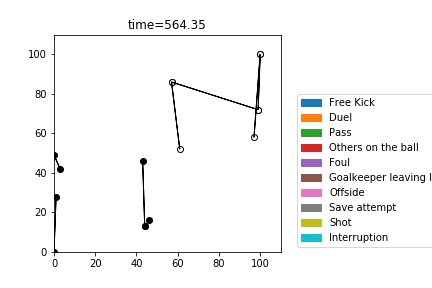 time=564.35
100
80
60
40
20
0
0 20 40 60 80 100
Free Kick
Duel
Pass
Others on the ball
Foul
Goalkeeper leaving l
Offside
Save attempt
Shot
Interruption